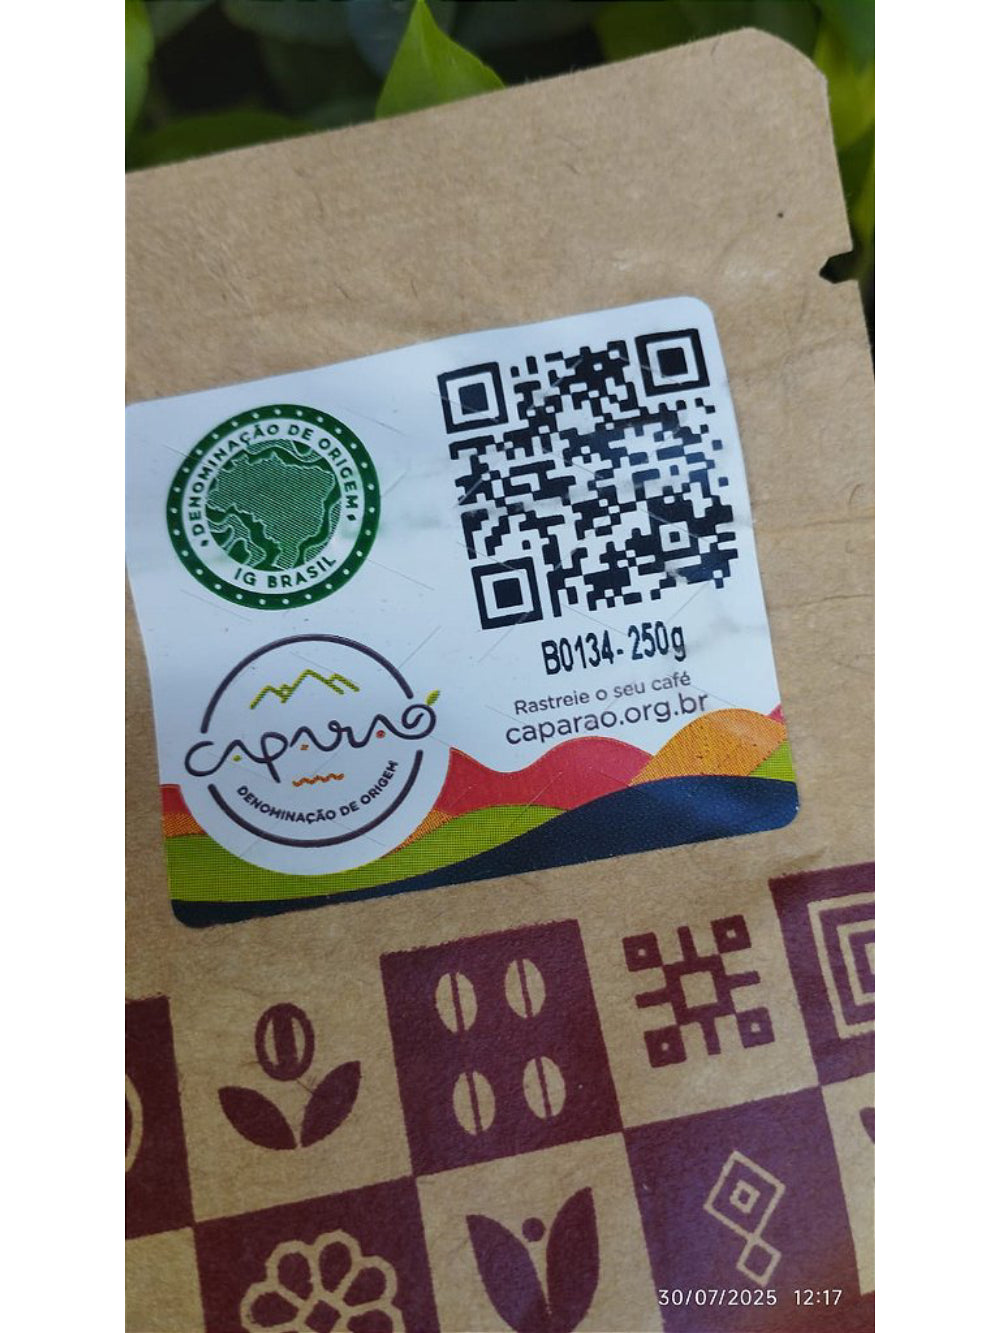 DENOMINAÇÃO DE ORIGEM
IG BRASIL
B0134-250g
Rastreie o seu café
caparao.org.br
caparaó
DENOMINAÇÃO DE ORIGEM
30/07/2025 12:17